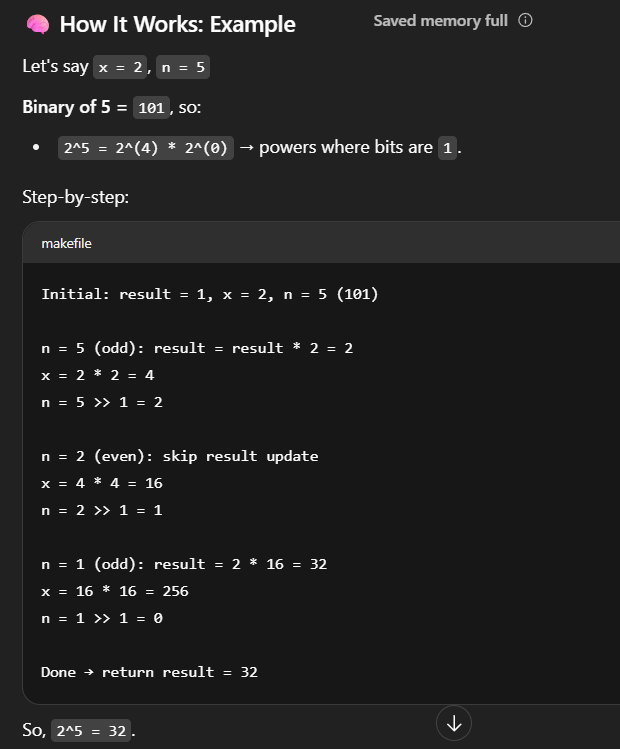 🧠 How It Works: Example
Saved memory full ⓘ
Let's say x = 2, n = 5
Binary of 5 = 101, so:
• 2^5 = 2^(4) * 2^(0) → powers where bits are 1.
Step-by-step:
makefile
Initial: result = 1, x = 2, n = 5 (101)
n = 5 (odd): result = result * 2 = 2
x = 2 * 2 = 4
n = 5 >> 1 = 2
n = 2 (even): skip result update
x = 4 * 4 = 16
n = 2 >> 1 = 1
n = 1 (odd): result = 2 * 16 = 32
x = 16 * 16 = 256
n = 1 >> 1 = 0
Done → return result = 32
So, 2^5 = 32.